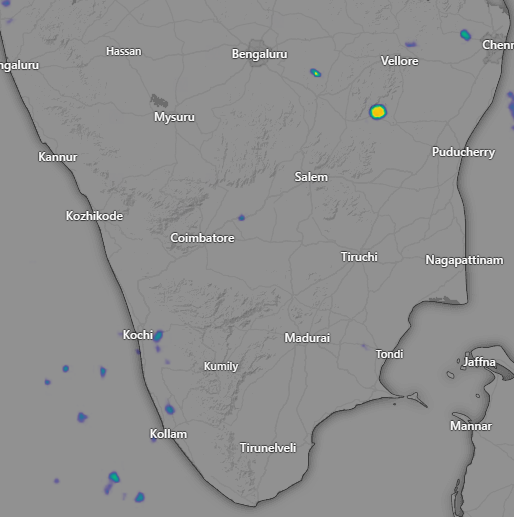 Hassan
Bengaluru
Chenn
ngaluru
Vellore
Mysuru
Kannur
Puducherry
Salem
Kozhikode
Coimbatore
Tiruchi
Nagapattinam
Kochi
Madurai
Tondi
Kumily
Jaffna
Kollam
Mannar
Tirunelveli